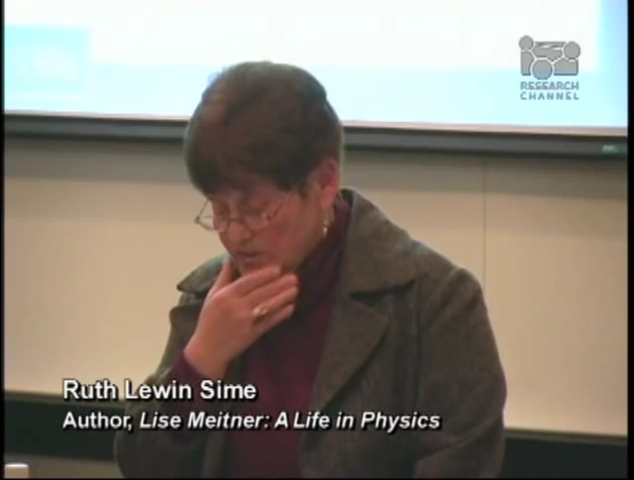 RESEARCH
CHANNEL
Ruth Lewin Sime
Author, Lise Meitner: A Life in Physics